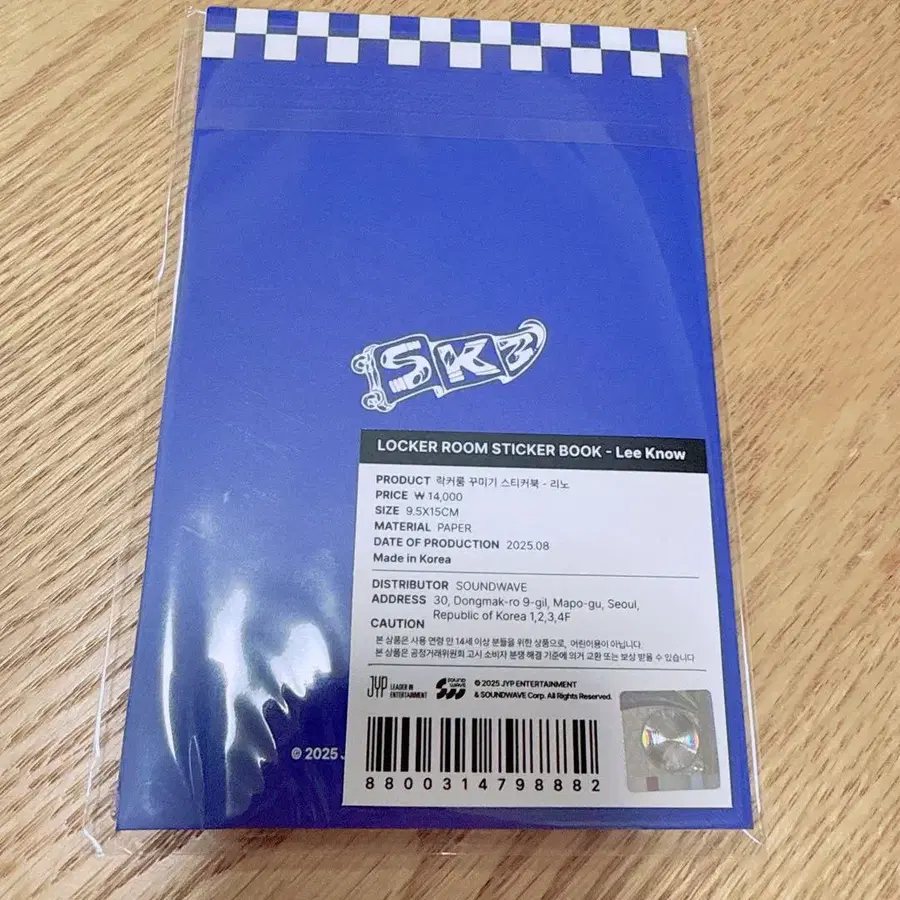 SKZ
LOCKER ROOM STICKER BOOK - Lee Know
PRODUCT 락커룸 꾸미기 스티커북 - 리노
PRICE ₩ 14,000
SIZE 9.5X15CM
MATERIAL PAPER
DATE OF PRODUCTION 2025.08
Made in Korea
DISTRIBUTOR SOUNDWAVE
ADDRESS 30, Dongmak-ro 9-gil, Mapo-gu, Seoul,
Republic of Korea 1,2,3,4F
CAUTION
본 상품은 사용 연령 만 14세 이상 분들을 위한 상품으로, 어린이용이 아닙니다.
본 상품은 공정거래위원회 고시 소비자 분쟁 해결 기준에 의거 교환 또는 보상 받을 수 있습니다
JYP LEADER IN
ENTERTAINMENT
SOUND
WAVE
© 2025 JYP ENTERTAINMENT
& SOUNDWAVE Corp. All Rights Reserved.
© 2025 J
8800314798882